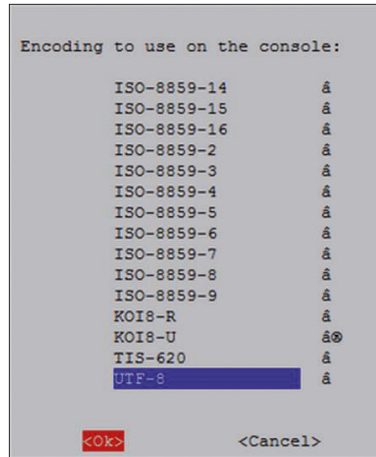 Encoding to use on the console:
ISO-8859-14 â
ISO-8859-15 â
ISO-8859-16 â
ISO-8859-2 â
ISO-8859-3 â
ISO-8859-4 â
ISO-8859-5 â
ISO-8859-6 â
ISO-8859-7 â
ISO-8859-8 â
ISO-8859-9 â
KOI8-R â
KOI8-U â®
TIS-620 â
UTF-8 â
<Ok> <Cancel>